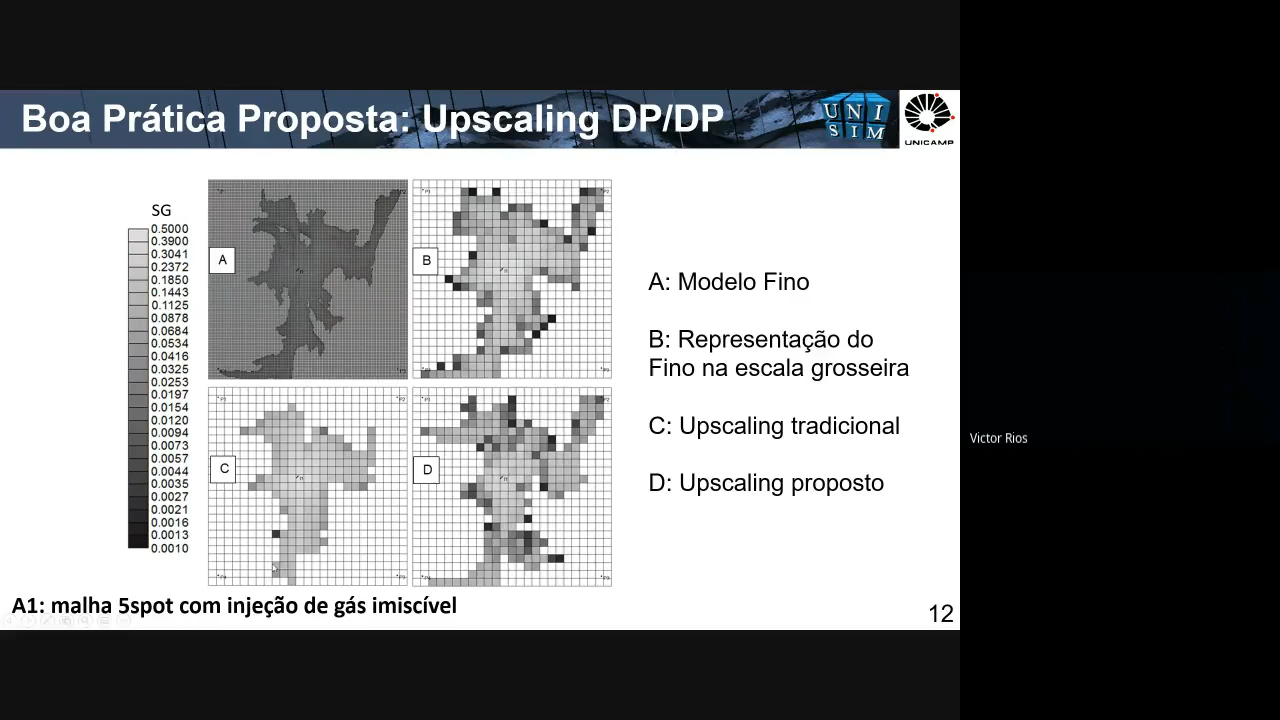 Boa Prática Proposta: Upscaling DP/DP
UNI
SIM
UNICAMP
SG
0.5000
0.3900
0.3041
0.2372
0.1850
0.1443
0.1125
0.0878
0.0684
0.0534
0.0416
0.0325
0.0253
0.0197
0.0154
0.0120
0.0094
0.0073
0.0057
0.0044
0.0035
0.0027
0.0021
0.0016
0.0013
0.0010
A
B
C
D
A: Modelo Fino
B: Representação do
Fino na escala grosseira
C: Upscaling tradicional
D: Upscaling proposto
Victor Rios
A1: malha 5spot com injeção de gás imiscível
12